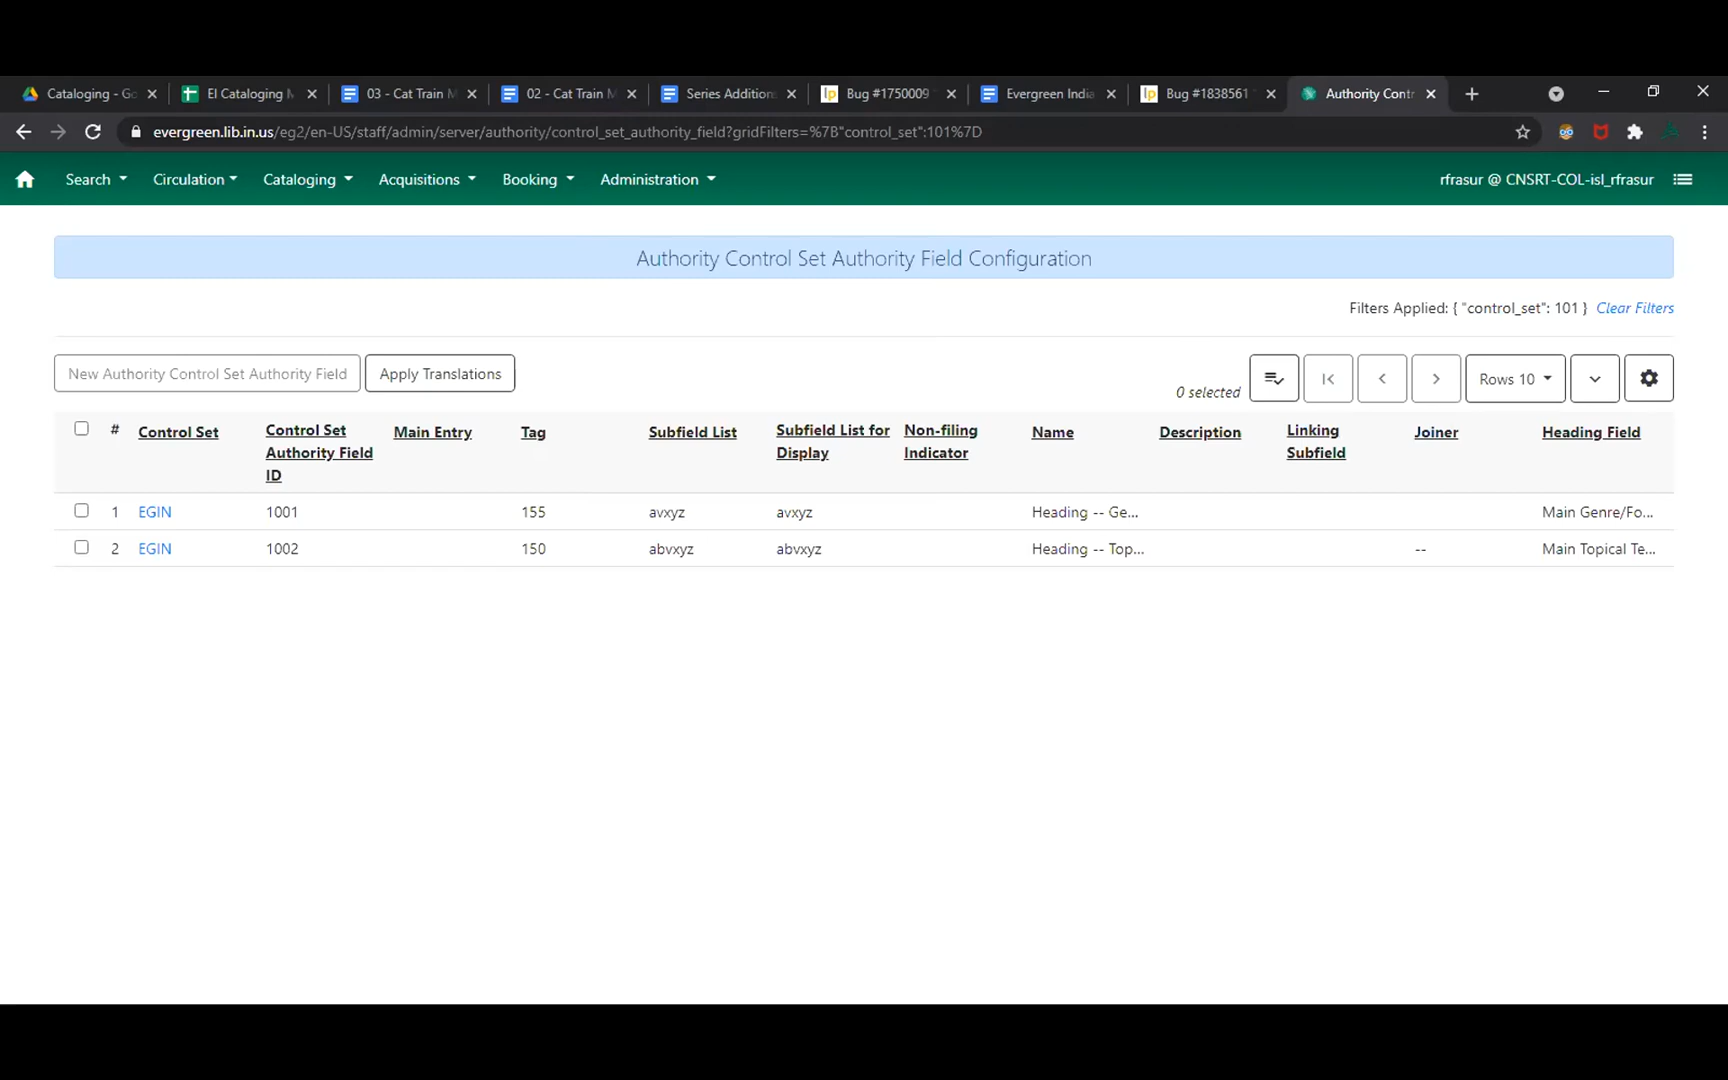 Cataloging - Go
EI Cataloging M
03 - Cat Train M
02 - Cat Train M
Series Additions
Bug #1750009
Evergreen India
Bug #1838561
Authority Contr
evergreen.lib.in.us/eg2/en-US/staff/admin/server/authority/control_set_authority_field?gridFilters=%7B"control_set":101%7D
Search Circulation Cataloging Acquisitions Booking Administration rfrasur @ CNSRT-COL-isl_rfrasur
Authority Control Set Authority Field Configuration
Filters Applied: { "control_set": 101 } Clear Filters
New Authority Control Set Authority Field Apply Translations 0 selected Rows 10
# Control Set Control Set Authority Field ID Main Entry Tag Subfield List Subfield List for Display Non-filing Indicator Name Description Linking Subfield Joiner Heading Field
1 EGIN 1001 155 avxyz avxyz Heading -- Ge... Main Genre/Fo...
2 EGIN 1002 150 abvxyz abvxyz Heading -- Top... -- Main Topical Te...